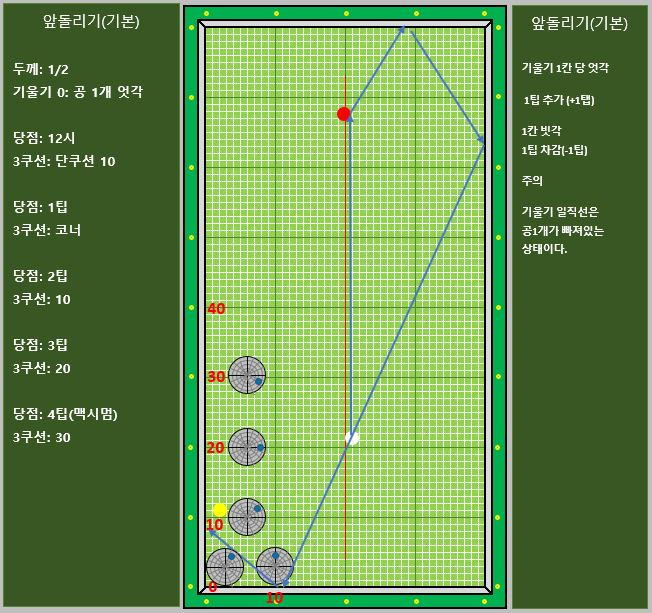 앞돌리기(기본)
두께: 1/2
기울기 0: 공 1개 엇각
당점: 12시
3쿠션: 단쿠션 10
당점: 1팁
3쿠션: 코너
당점: 2팁
3쿠션: 10
당점: 3팁
3쿠션: 20
당점: 4팁(맥시멈)
3쿠션: 30
40
30
20
10
0
10
앞돌리기(기본)
기울기 1칸 당 엇각
1팁 추가 (+1탭)
1칸 빗각
1팁 차감(-1팁)
주의
기울기 일직선은
공1개가 빠져있는
상태이다.